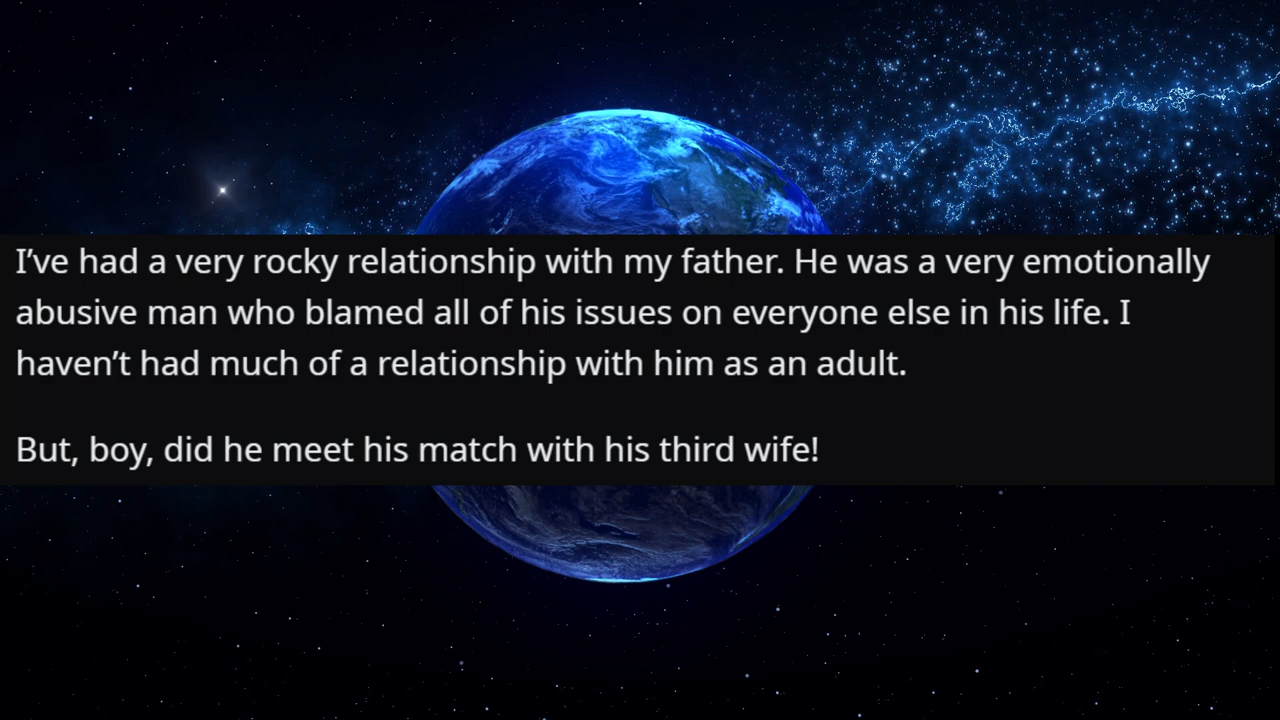 I’ve had a very rocky relationship with my father. He was a very emotionally
abusive man who blamed all of his issues on everyone else in his life. I
haven’t had much of a relationship with him as an adult.
But, boy, did he meet his match with his third wife!